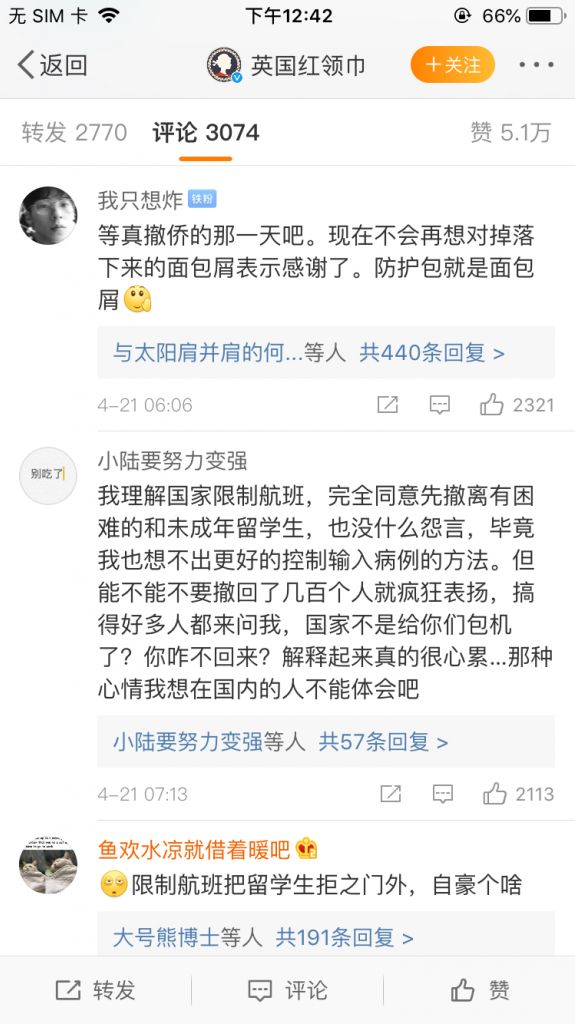 无 SIM 卡 下午12:42 66%
返回 英国红领巾 +关注
转发 2770 评论 3074 赞 5.1万
我只想炸 铁粉
等真撤侨的那一天吧。现在不会再想对掉落
下来的面包屑表示感谢了。防护包就是面包
屑
与太阳肩并肩的何...等人 共440条回复 >
4-21 06:06 2321
别吃了
小陆要努力变强
我理解国家限制航班，完全同意先撤离有困
难的和未成年留学生，也没什么怨言，毕竟
我也想不出更好的控制输入病例的方法。但
能不能不要撤回了几百个人就疯狂表扬，搞
得好多人都来问我，国家不是给你们包机
了？你咋不回来？解释起来真的很心累...那种
心情我想在国内的人不能体会吧
小陆要努力变强等人 共57条回复 >
4-21 07:13 2113
鱼欢水凉就借着暖吧
限制航班把留学生拒之门外，自豪个啥
大号熊博士等人 共191条回复 >
转发 评论 赞